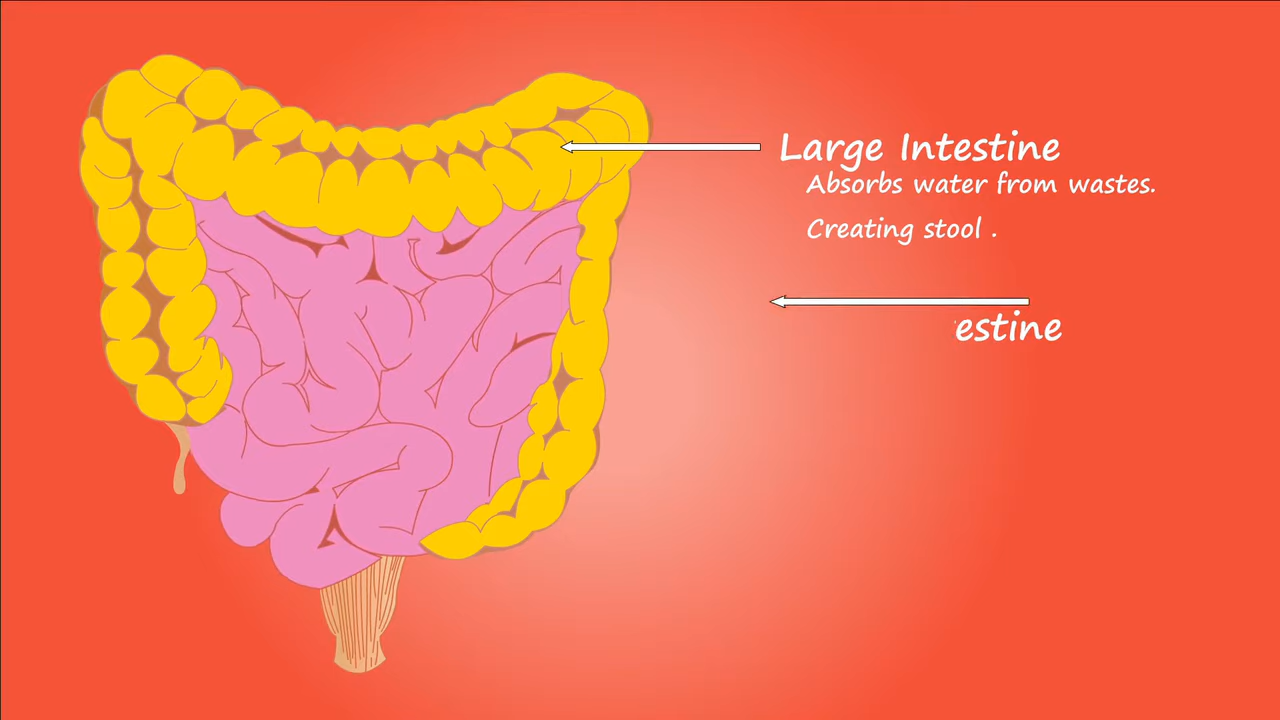 Large Intestine
Absorbs water from wastes.
Creating stool .
estine